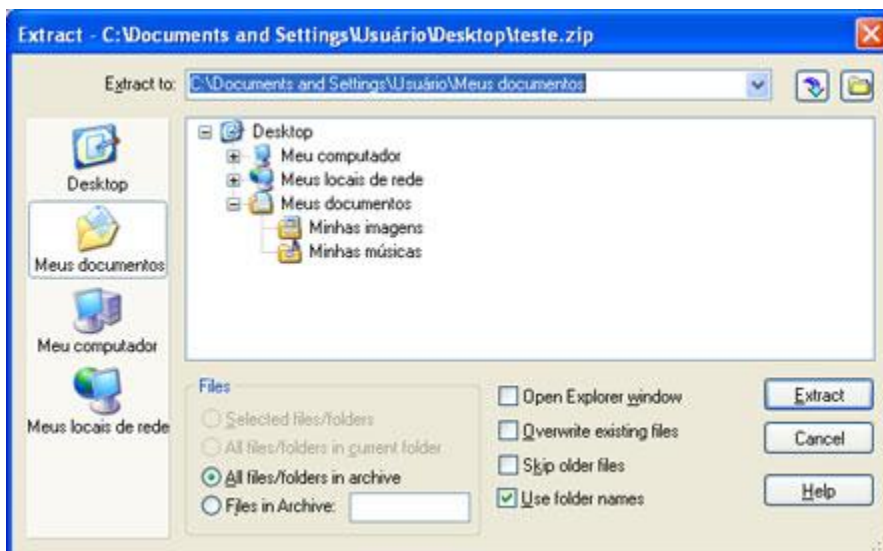 Extract - C:\Documents and Settings\Usuário\Desktop\teste.zip
Extract to: C:\Documents and Settings\Usuário\Meus documentos
Desktop
Meus documentos
Meu computador
Meus locais de rede
Desktop
Meu computador
Meus locais de rede
Meus documentos
Minhas imagens
Minhas músicas
Files
Selected files/folders
All files/folders in current folder
All files/folders in archive
Files in Archive:
Open Explorer window
Overwrite existing files
Skip older files
Use folder names
Extract
Cancel
Help